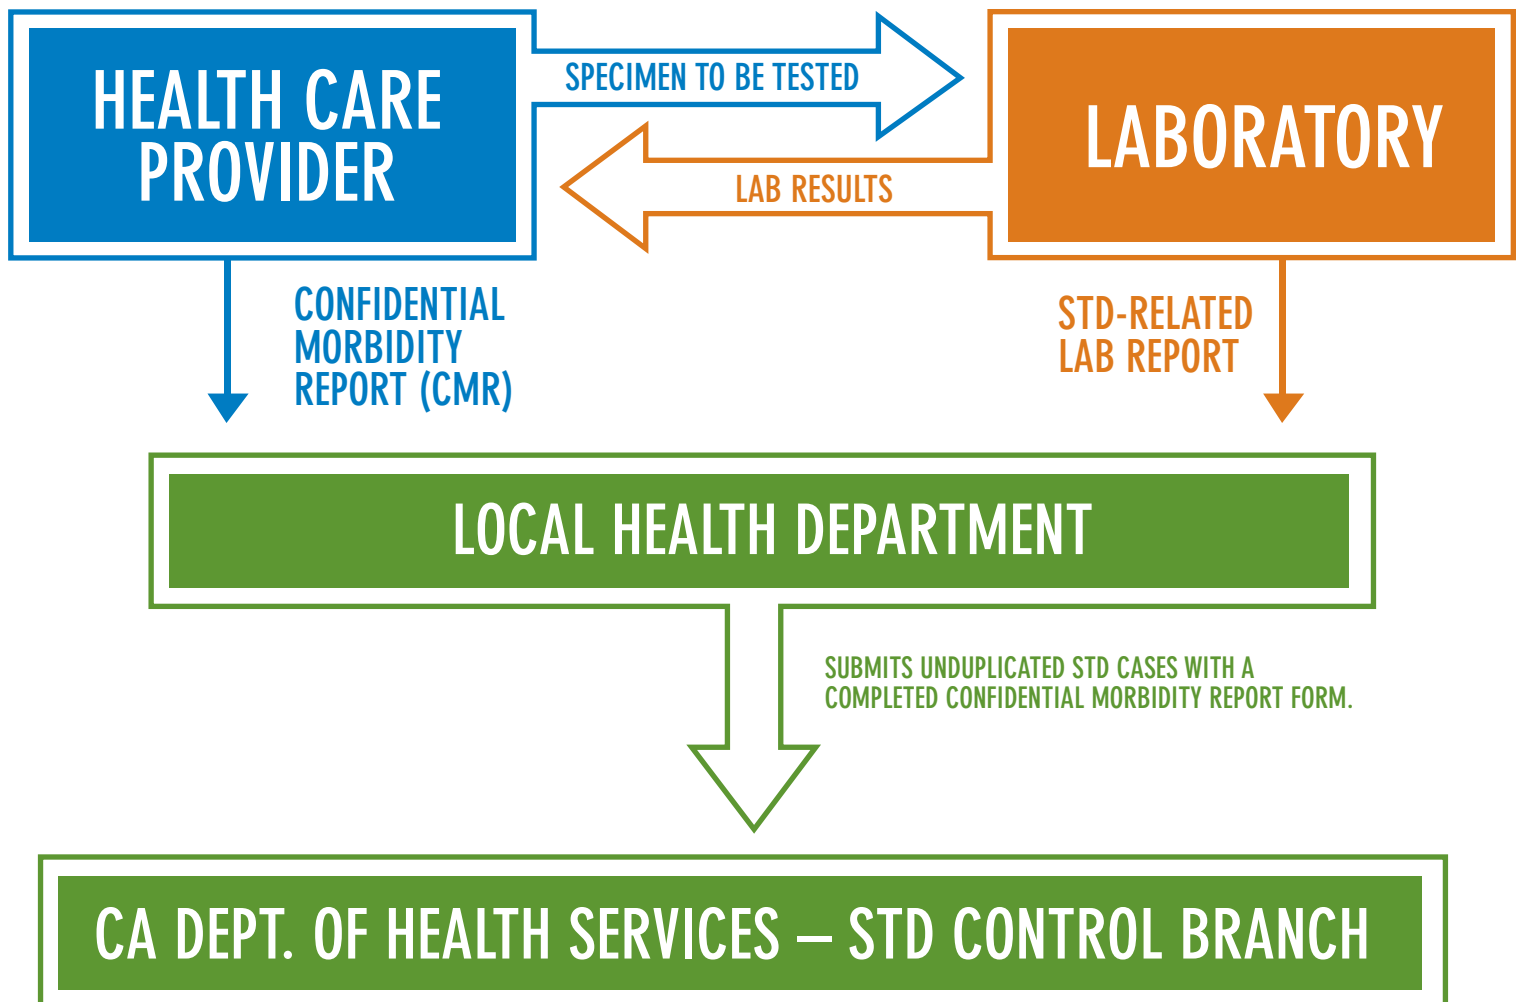 HEALTH CARE
PROVIDER
SPECIMEN TO BE TESTED
LAB RESULTS
LABORATORY
CONFIDENTIAL
MORBIDITY
REPORT (CMR)
STD-RELATED
LAB REPORT
LOCAL HEALTH DEPARTMENT
SUBMITS UNDUPLICATED STD CASES WITH A
COMPLETED CONFIDENTIAL MORBIDITY REPORT FORM.
CA DEPT. OF HEALTH SERVICES – STD CONTROL BRANCH